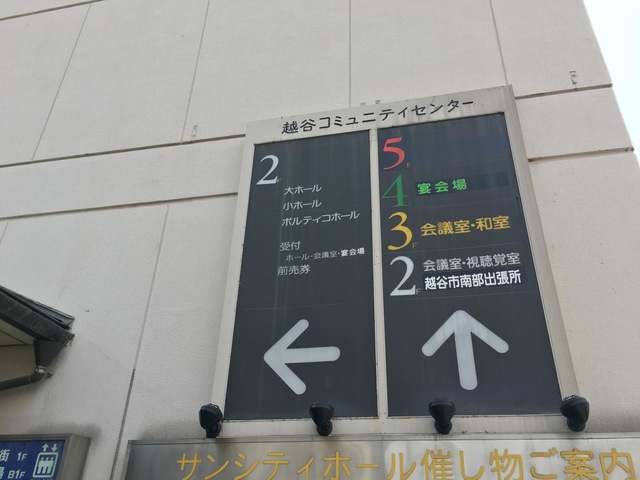 越谷コミュニティセンター
2F
大ホール
小ホール
ポルティコホール
受付
ホール・会議室・宴会場
前売券
5F
4F 宴会場
3F 会議室・和室
2F 会議室・視聴覚室
越谷市南部出張所
サンシティホール催し物ご案内
街 1F
場 B1F